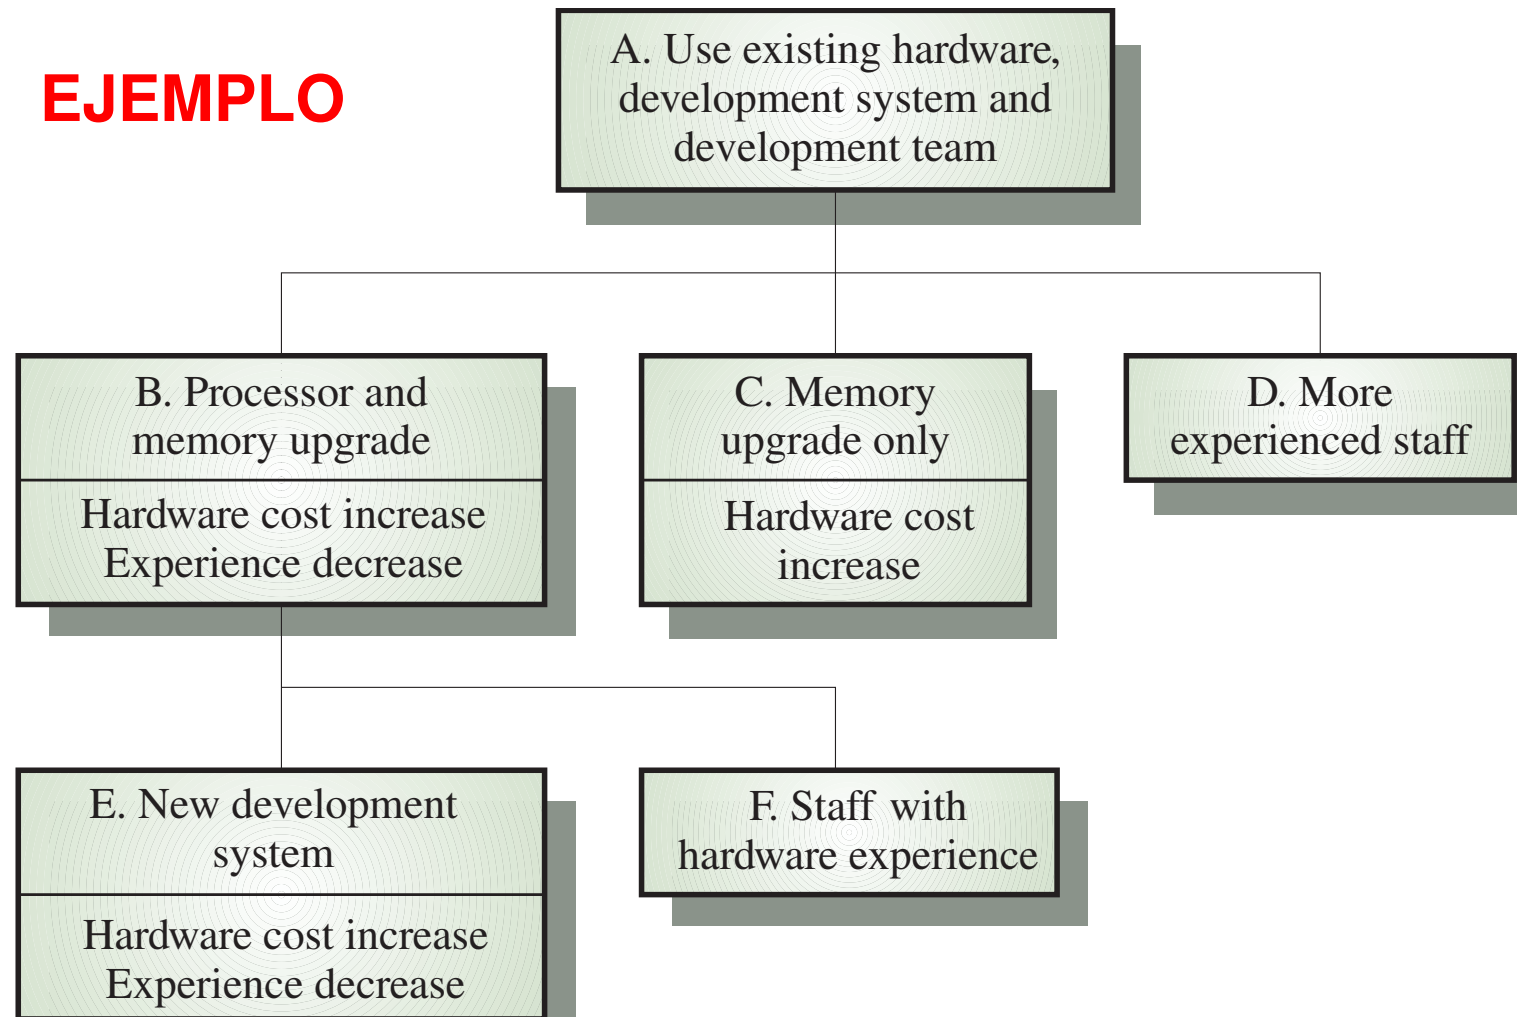 EJEMPLO
A. Use existing hardware,
development system and
development team
B. Processor and
memory upgrade
Hardware cost increase
Experience decrease
C. Memory
upgrade only
Hardware cost
increase
D. More
experienced staff
E. New development
system
Hardware cost increase
Experience decrease
F. Staff with
hardware experience